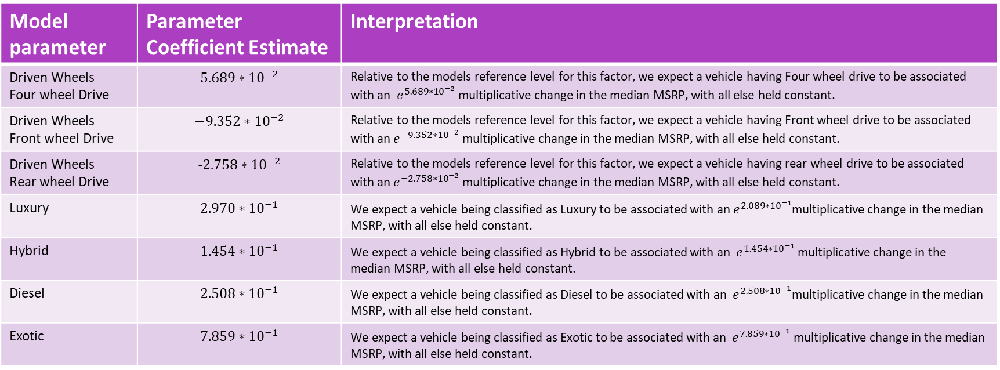 Model parameter
Parameter Coefficient Estimate
Interpretation
Driven Wheels
Four wheel Drive
5.689 ∗ 10⁻²
Relative to the models reference level for this factor, we expect a vehicle having Four wheel drive to be associated
with an e^5.689∗10⁻² multiplicative change in the median MSRP, with all else held constant.
Driven Wheels
Front wheel Drive
−9.352 ∗ 10⁻²
Relative to the models reference level for this factor, we expect a vehicle having Front wheel drive to be associated
with an e^−9.352∗10⁻² multiplicative change in the median MSRP, with all else held constant.
Driven Wheels
Rear wheel Drive
-2.758 ∗ 10⁻²
Relative to the models reference level for this factor, we expect a vehicle having rear wheel drive to be associated
with an e^−2.758∗10⁻² multiplicative change in the median MSRP, with all else held constant.
Luxury
2.970 ∗ 10⁻¹
We expect a vehicle being classified as Luxury to be associated with an e^2.089∗10⁻¹ multiplicative change in the median
MSRP, with all else held constant.
Hybrid
1.454 ∗ 10⁻¹
We expect a vehicle being classified as Hybrid to be associated with an e^1.454∗10⁻¹ multiplicative change in the
median MSRP, with all else held constant.
Diesel
2.508 ∗ 10⁻¹
We expect a vehicle being classified as Diesel to be associated with an e^2.508∗10⁻¹ multiplicative change in the median
MSRP, with all else held constant.
Exotic
7.859 ∗ 10⁻¹
We expect a vehicle being classified as Exotic to be associated with an e^7.859∗10⁻¹ multiplicative change in the median
MSRP, with all else held constant.